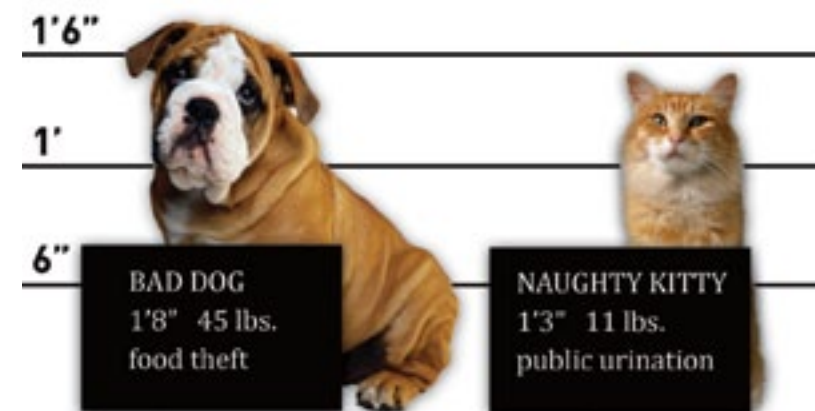 1'6”
1'
6”
BAD DOG
1'8" 45 lbs.
food theft
NAUGHTY KITTY
1'3" 11 lbs.
public urination